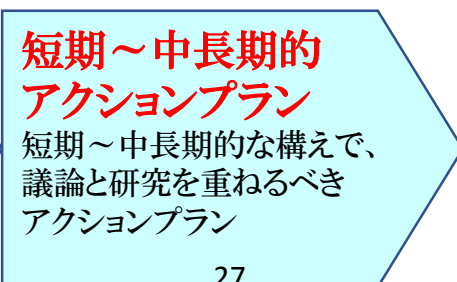 短期～中長期的
アクションプラン
短期～中長期的な構えで、
議論と研究を重ねるべき
アクションプラン
27